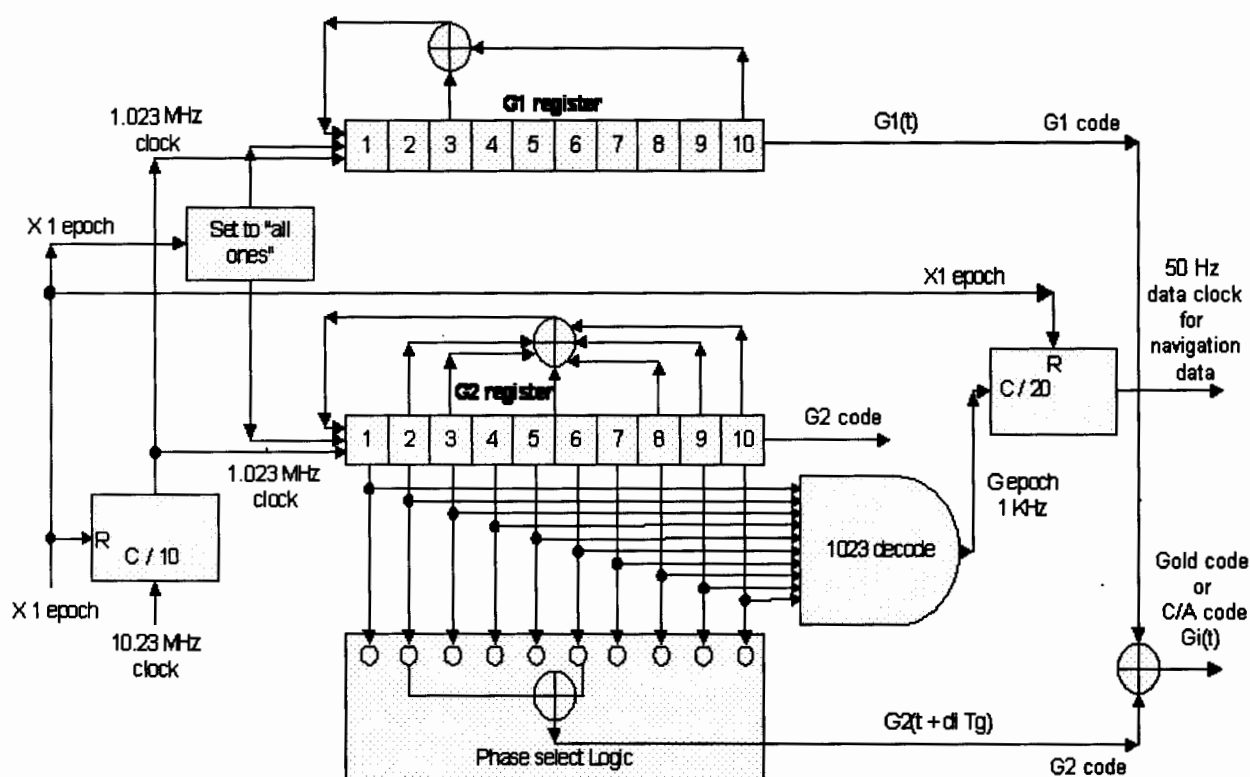 G1 register
1.023 MHz
clock
1 2 3 4 5 6 7 8 9 10
G1(t)
G1 code
X 1 epoch
Set to "all
ones"
X1 epoch
50 Hz
data clock
for
navigation
data
R
C / 20
G2 register
1 2 3 4 5 6 7 8 9 10
G2 code
1.023 MHz
clock
G epoch
1 KHz
R
C / 10
1023 decode
X 1 epoch
10.23 MHz
clock
Gold code
or
C/A code
Gi(t)
G2(t + di Tg)
Phase select Logic
G2 code